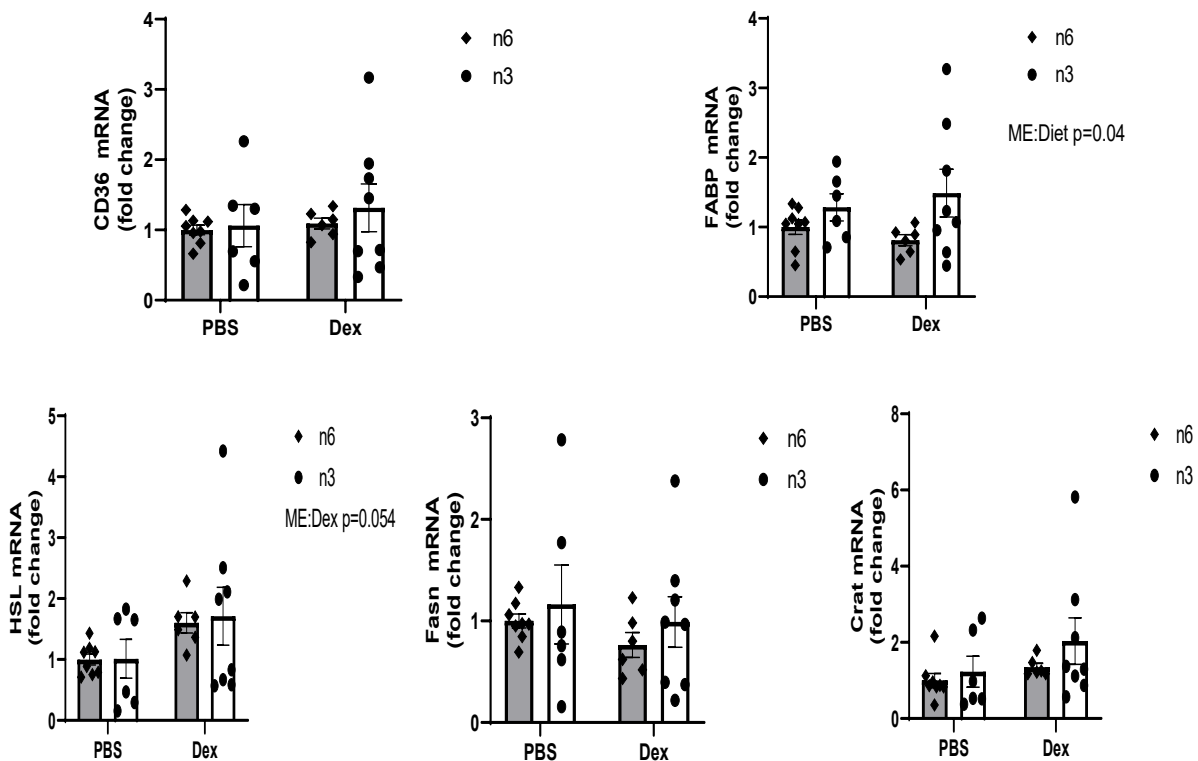 CD36 mRNA
(fold change)
4
3
2
1
0
PBS
Dex
n6
n3
FABP mRNA
(fold change)
4
3
2
1
0
PBS
Dex
n6
n3
ME:Diet p=0.04
HSL mRNA
(fold change)
5
4
3
2
1
0
PBS
Dex
n6
n3
ME:Dex p=0.054
Fasn mRNA
(fold change)
3
2
1
0
PBS
Dex
n6
n3
Crat mRNA
(fold change)
8
6
4
2
0
PBS
Dex
n6
n3